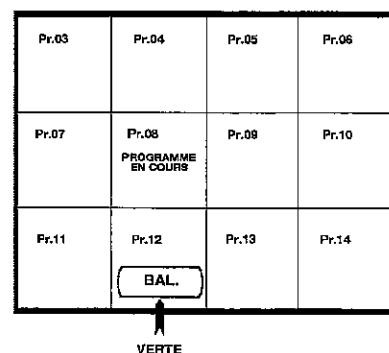 Pr.03 Pr.04 Pr.05 Pr.06
Pr.07 Pr.08 Pr.09 Pr.10
PROGRAMME
EN COURS
Pr.11 Pr.12 Pr.13 Pr.14
BAL.
VERTE